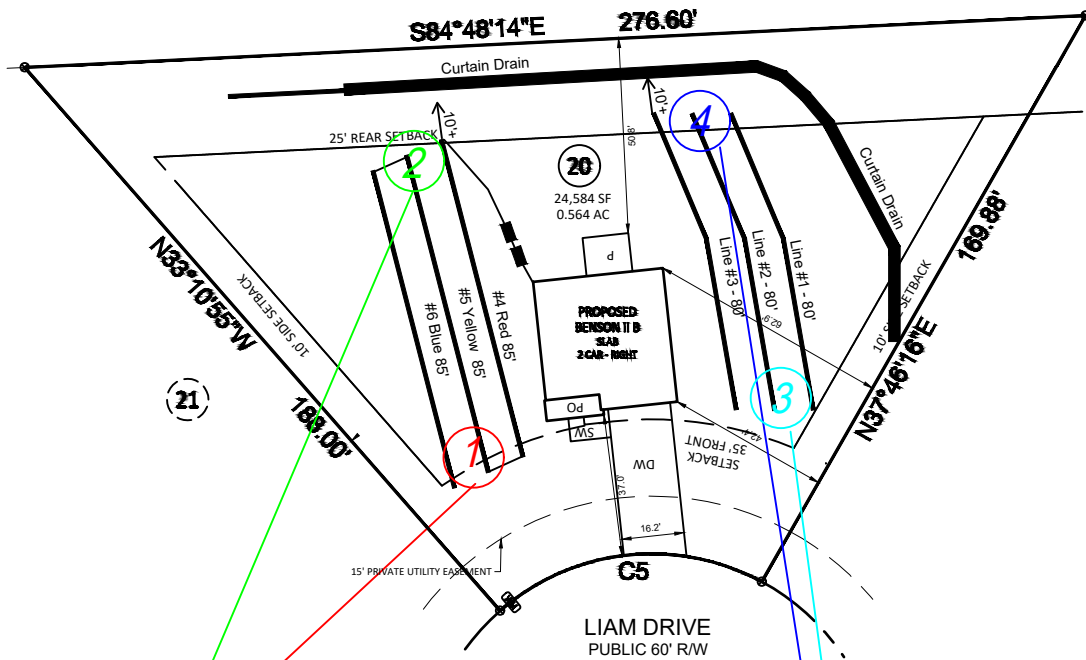 S84°48'14"E 276.60'
Curtain Drain
10'+
10'+
25' REAR SETBACK
50.8'
2
4
20
24,584 SF
0.564 AC
Curtain Drain
P
N33°10'55"W
188.00'
10' SIDE SETBACK
169.88'
N37°46'16"E
10' SIDE SETBACK
#6 Blue 85'
#5 Yellow 85'
#4 Red 85'
Line #3 - 80'
Line #2 - 80'
Line #1 - 80'
62.9'
PROPOSED
BENSON II B
SLAB
2 CAR - RIGHT
21
PO
SW
1
3
35' FRONT
SETBACK
DW
37.0'
16.2'
15' PRIVATE UTILITY EASEMENT
C5
LIAM DRIVE
PUBLIC 60' R/W